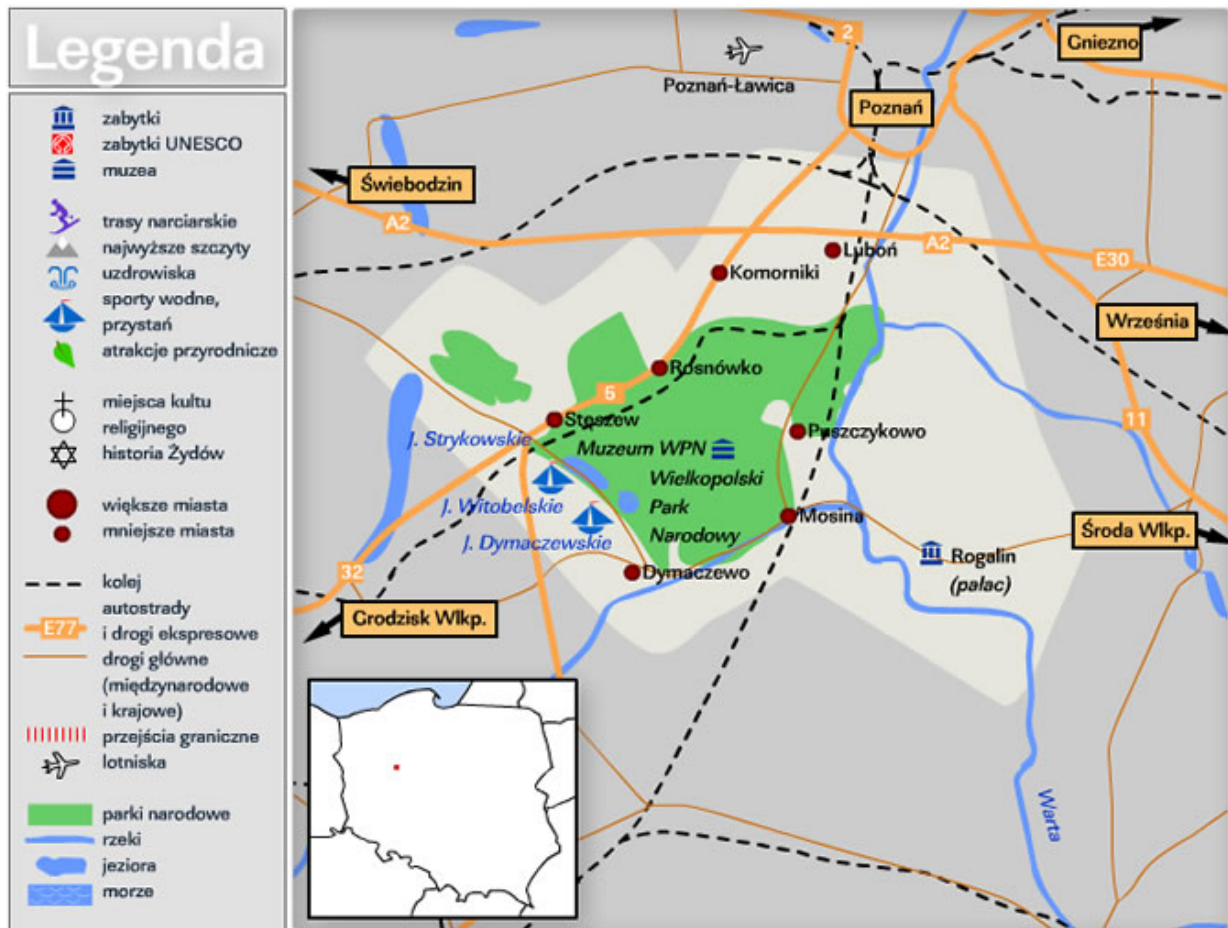 Legenda
zabytki
zabytki UNESCO
muzea
trasy narciarskie
najwyższe szczyty
uzdrowiska
sporty wodne,
przystań
atrakcje przyrodnicze
miejsca kultu
religijnego
historia Żydów
większe miasta
mniejsze miasta
kolej
autostrady
E77
i drogi ekspresowe
drogi główne
(międzynarodowe
i krajowe)
przejścia graniczne
lotniska
parki narodowe
rzeki
jeziora
morze
2
Gniezno
Poznań-Ławica
Poznań
Świebodzin
A2
A2
Luboń
E30
Komorniki
Września
Rosnówko
5
11
Stęszew
Puszczykowo
J. Strykowskie
Muzeum WPN
Wielkopolski
Park
Narodowy
J. Witobelskie
J. Dymaczewskie
Mosina
Środa Wlkp.
Rogalin
(pałac)
32
Dymaczewo
Grodzisk Wlkp.
Warta